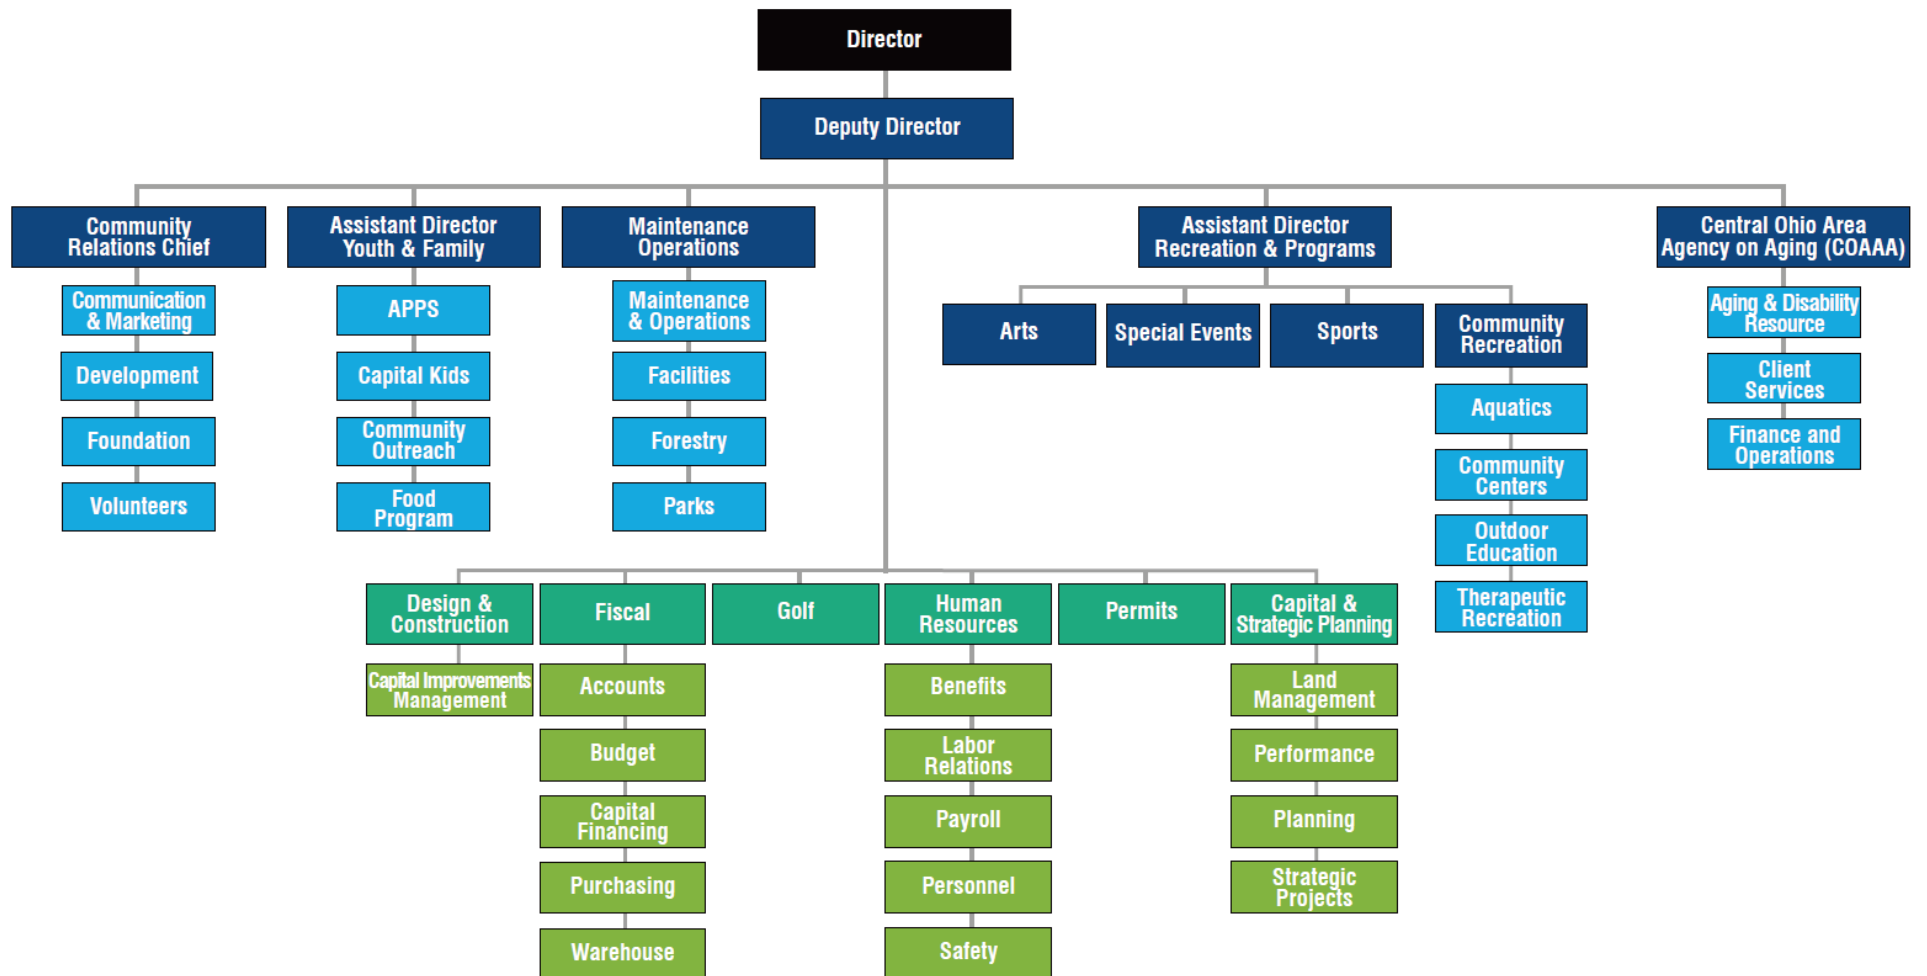 Director
Deputy Director
Community
Relations Chief
Assistant Director
Youth & Family
Maintenance
Operations
Assistant Director
Recreation & Programs
Central Ohio Area
Agency on Aging (COAAA)
Communication
& Marketing
Development
Foundation
Volunteers
APPS
Capital Kids
Community
Outreach
Food
Program
Maintenance
& Operations
Facilities
Forestry
Parks
Arts
Special Events
Sports
Community
Recreation
Aquatics
Community
Centers
Outdoor
Education
Therapeutic
Recreation
Aging & Disability
Resource
Client
Services
Finance and
Operations
Design &
Construction
Fiscal
Golf
Human
Resources
Permits
Capital &
Strategic Planning
Capital Improvements
Management
Accounts
Budget
Capital
Financing
Purchasing
Warehouse
Benefits
Labor
Relations
Payroll
Personnel
Safety
Land
Management
Performance
Planning
Strategic
Projects